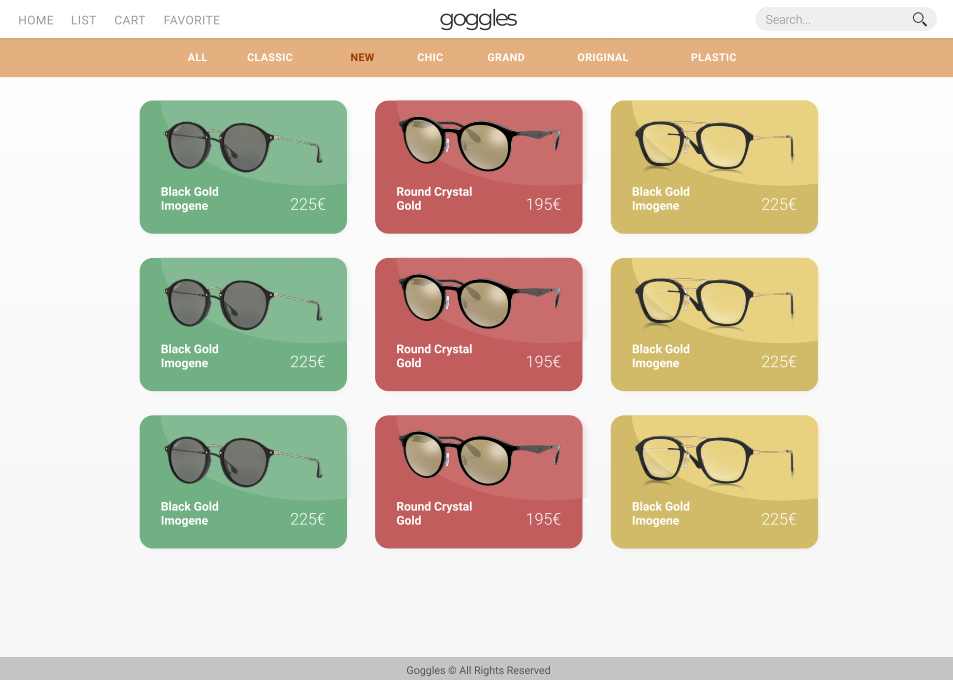 HOME LIST CART FAVORITE goggles Search...
ALL CLASSIC NEW CHIC GRAND ORIGINAL PLASTIC
Black Gold
Imogene 225€
Round Crystal
Gold 195€
Black Gold
Imogene 225€
Black Gold
Imogene 225€
Round Crystal
Gold 195€
Black Gold
Imogene 225€
Black Gold
Imogene 225€
Round Crystal
Gold 195€
Black Gold
Imogene 225€
Goggles © All Rights Reserved